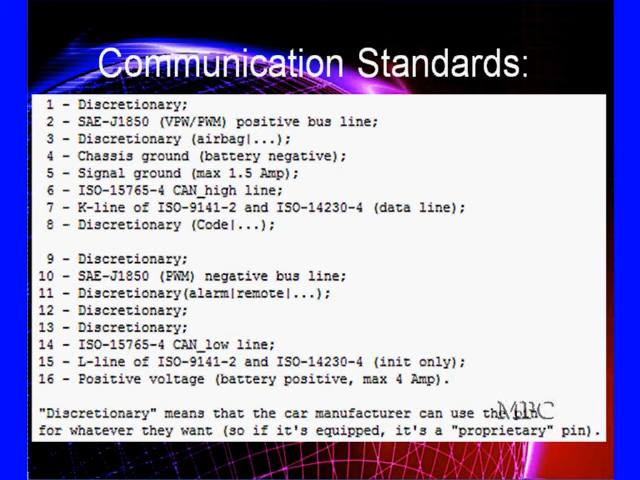 Communication Standards:
1 - Discretionary;
2 - SAE-J1850 (VPW/PWM) positive bus line;
3 - Discretionary (airbag|...);
4 - Chassis ground (battery negative);
5 - Signal ground (max 1.5 Amp);
6 - ISO-15765-4 CAN_high line;
7 - K-line of ISO-9141-2 and ISO-14230-4 (data line);
8 - Discretionary (Code|...);
9 - Discretionary;
10 - SAE-J1850 (PWM) negative bus line;
11 - Discretionary(alarm|remote|...);
12 - Discretionary;
13 - Discretionary;
14 - ISO-15765-4 CAN_low line;
15 - L-line of ISO-9141-2 and ISO-14230-4 (init only);
16 - Positive voltage (battery positive, max 4 Amp).
"Discretionary" means that the car manufacturer can use the pin
for whatever they want (so if it's equipped, it's a "proprietary" pin).